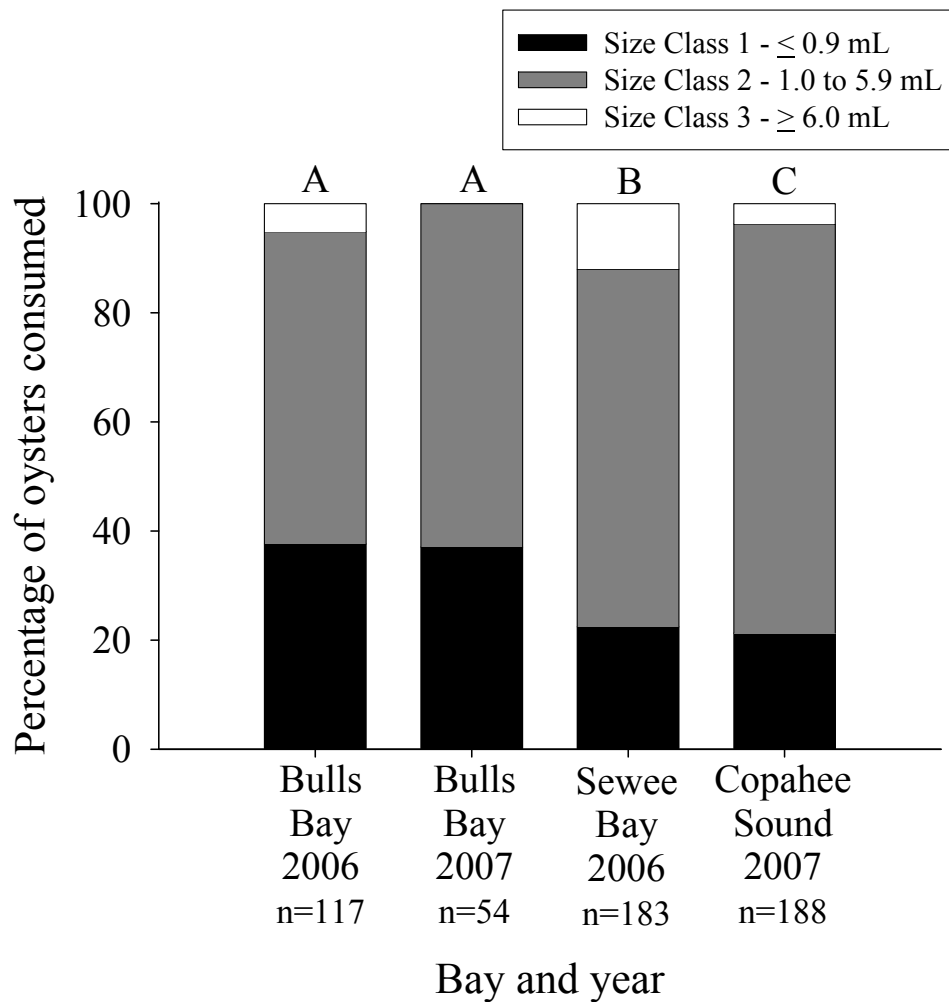 Size Class 1 - ≤ 0.9 mL
Size Class 2 - 1.0 to 5.9 mL
Size Class 3 - ≥ 6.0 mL
A A B C
Percentage of oysters consumed
100
80
60
40
20
0
Bulls Bulls Sewee Copahee
Bay Bay Bay Sound
2006 2007 2006 2007
n=117 n=54 n=183 n=188
Bay and year